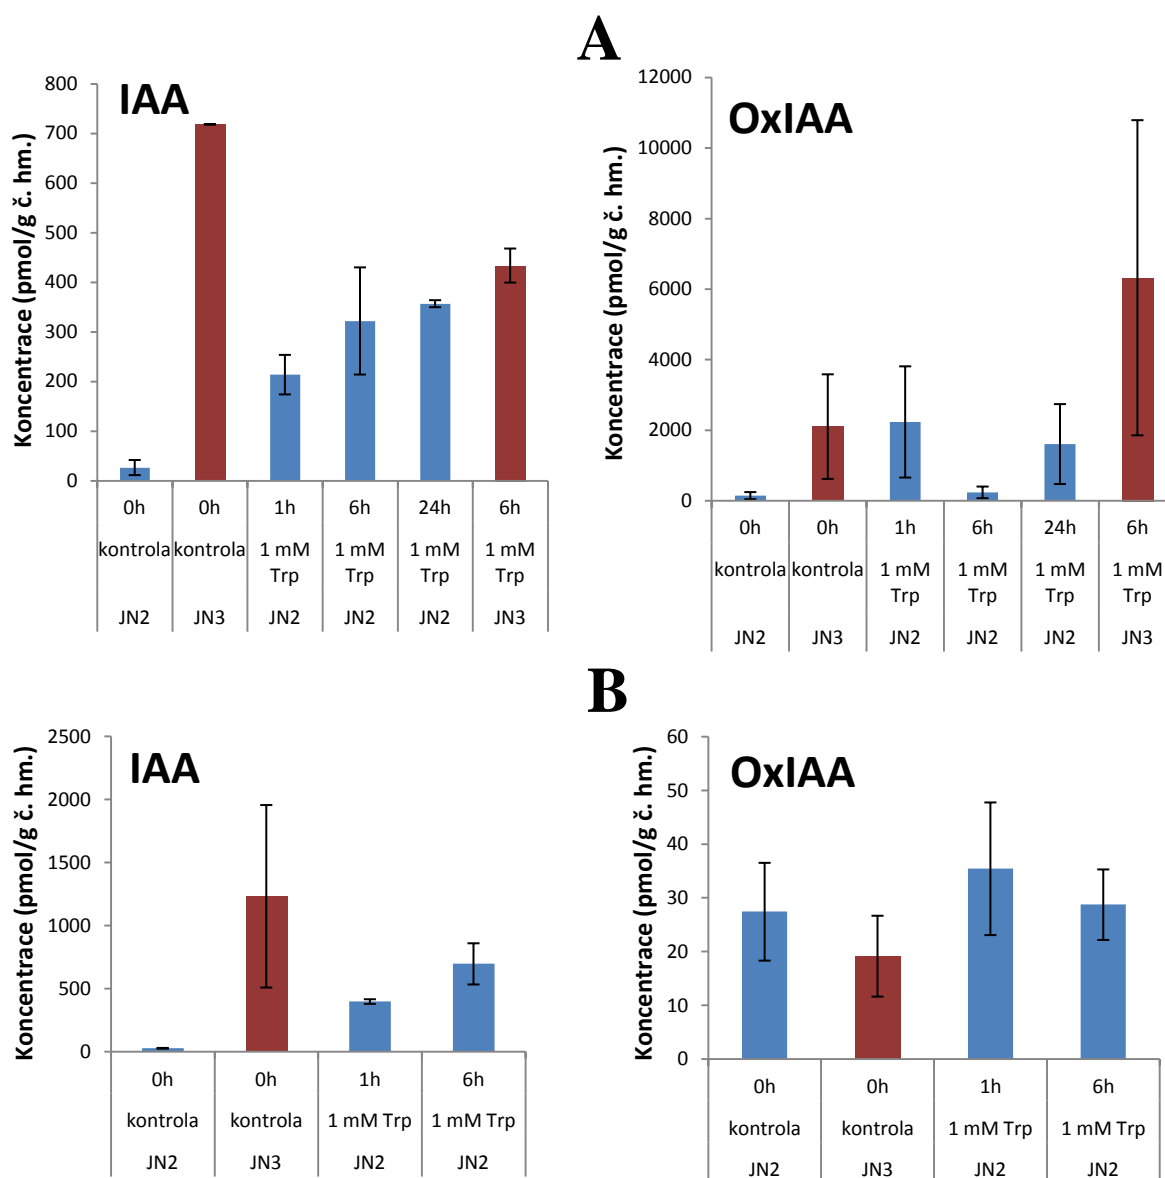 A
IAA
Koncentrace (pmol/g č. hm.)
800
700
600
500
400
300
200
100
0
0h 0h 1h 6h 24h 6h
kontrola kontrola 1 mM 1 mM 1 mM 1 mM
Trp Trp Trp Trp
JN2 JN3 JN2 JN2 JN2 JN3
OxIAA
Koncentrace (pmol/g č. hm.)
12000
10000
8000
6000
4000
2000
0
0h 0h 1h 6h 24h 6h
kontrola kontrola 1 mM 1 mM 1 mM 1 mM
Trp Trp Trp Trp
JN2 JN3 JN2 JN2 JN2 JN3
B
IAA
Koncentrace (pmol/g č. hm.)
2500
2000
1500
1000
500
0
0h 0h 1h 6h
kontrola kontrola 1 mM Trp 1 mM Trp
JN2 JN3 JN2 JN2
OxIAA
Koncentrace (pmol/g č. hm.)
60
50
40
30
20
10
0
0h 0h 1h 6h
kontrola kontrola 1 mM Trp 1 mM Trp
JN2 JN3 JN2 JN2